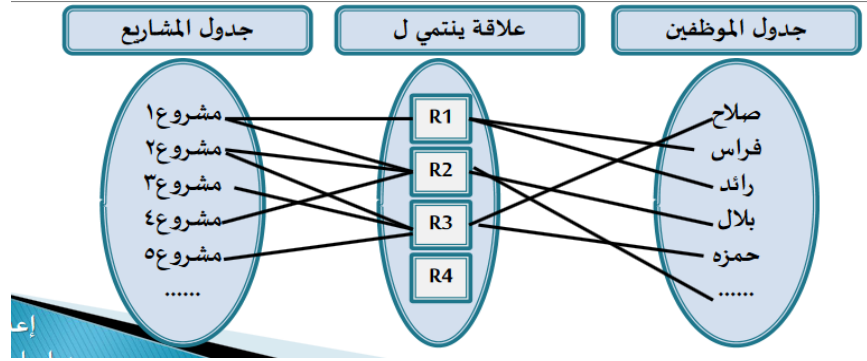 جدول الموظفين
علاقة ينتمي ل
جدول المشاريع
صلاح
فراس
رائد
بلال
حمزه
......
R1
R2
R3
R4
مشروع١
مشروع٢
مشروع٣
مشروع٤
مشروع٥
......